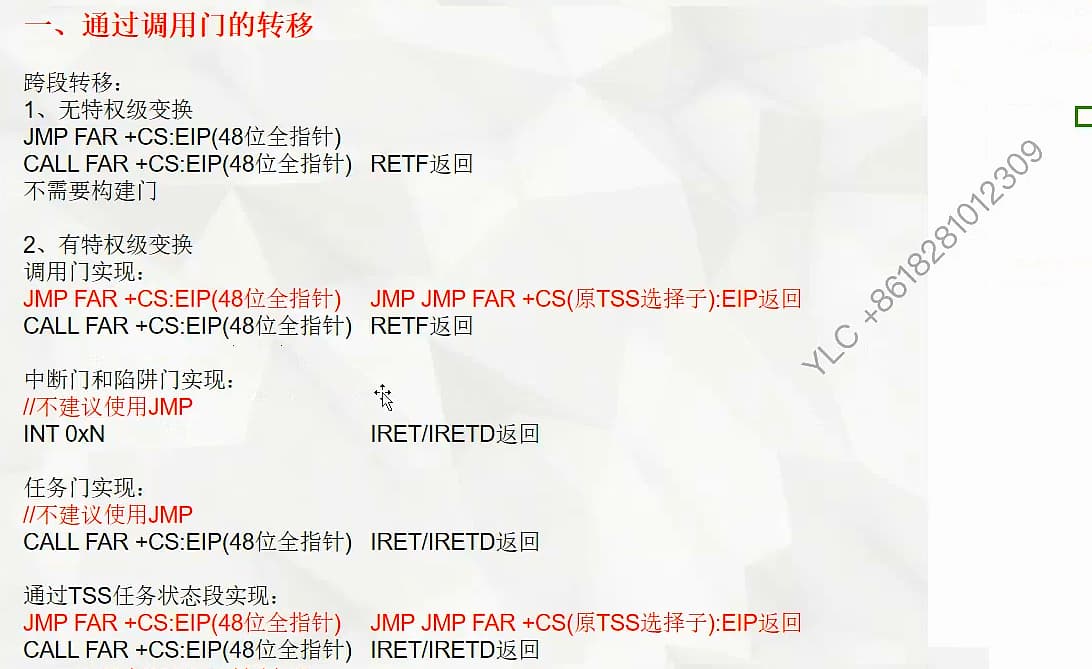 一、通过调用门的转移
跨段转移：
1、无特权级变换
JMP FAR +CS:EIP(48位全指针)
CALL FAR +CS:EIP(48位全指针) RETF返回
不需要构建门
2、有特权级变换
调用门实现：
JMP FAR +CS:EIP(48位全指针) JMP JMP FAR +CS(原TSS选择子):EIP返回
CALL FAR +CS:EIP(48位全指针) RETF返回
中断门和陷阱门实现：
//不建议使用JMP
INT 0xN IRET/IRETD返回
任务门实现：
//不建议使用JMP
CALL FAR +CS:EIP(48位全指针) IRET/IRETD返回
通过TSS任务状态段实现：
JMP FAR +CS:EIP(48位全指针) JMP JMP FAR +CS(原TSS选择子):EIP返回
CALL FAR +CS:EIP(48位全指针) IRET/IRETD返回
YLC +8618281012309